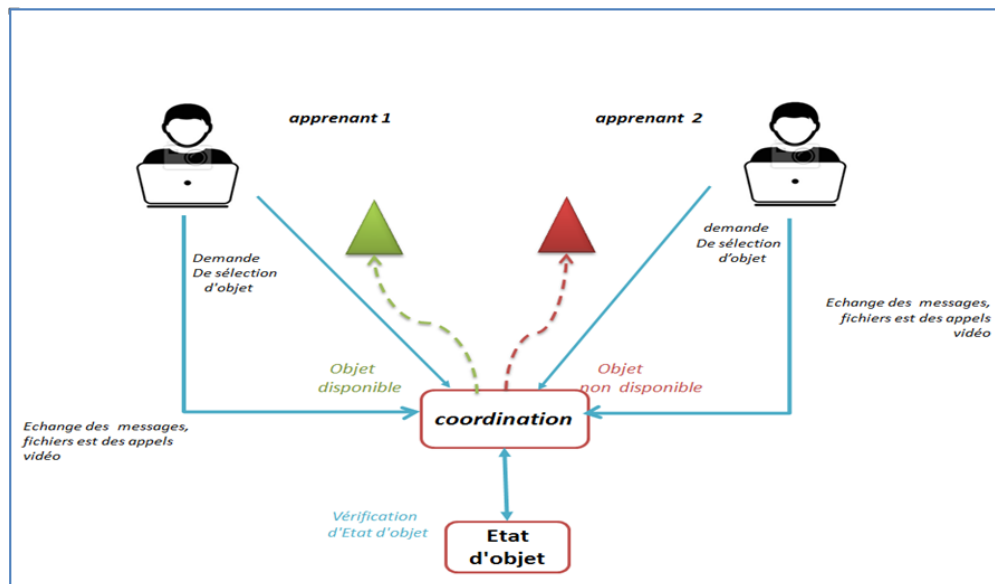 apprenant 1
apprenant 2
Demande
De sélection
d'objet
demande
De sélection
d'objet
Echange des messages,
fichiers est des appels
vidéo
Objet
disponible
Objet
non disponible
coordination
Echange des messages,
fichiers est des appels
vidéo
Vérification
d'Etat d'objet
Etat
d'objet